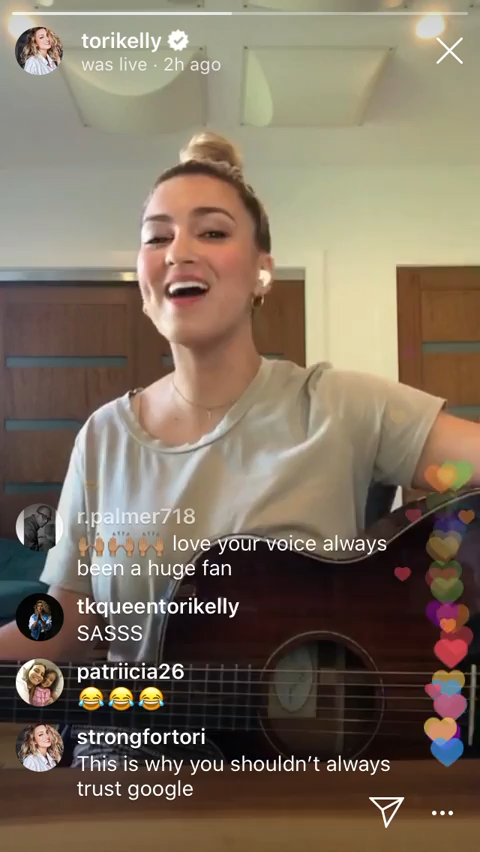 torikelly
was live · 2h ago
r.palmer718
🙌🏽🙌🏽🙌🏽🙌🏽 love your voice always
been a huge fan
tkqueentorikelly
SASSS
patriicia26
😂😂😂
strongfortori
This is why you shouldn’t always
trust google